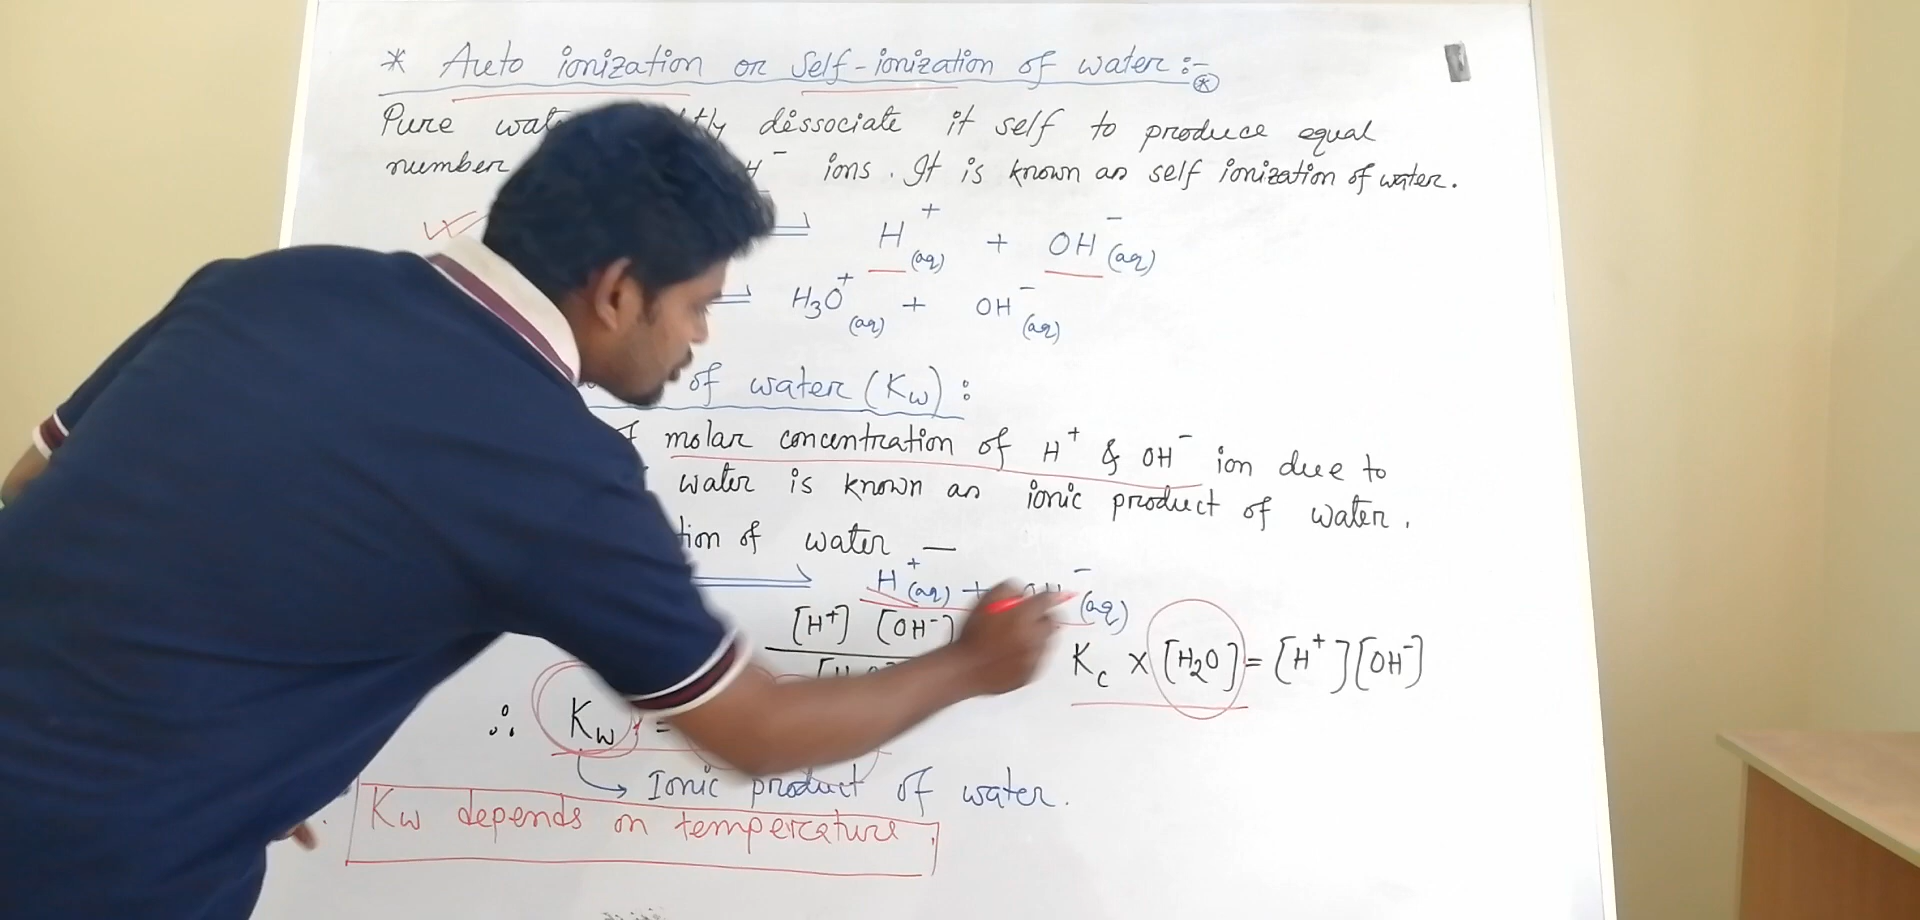 * Auto ionization or Self-ionization of water :- *
Pure dissociate it self to produce equal
number ions. It is known as self ionization of water.
⇌ H⁺(aq) + OH⁻(aq)
⇌ H₃O⁺(aq) + OH⁻(aq)
of water (Kw) :
molar concentration of H⁺ & OH⁻ ion due to
water is known as ionic product of water.
of water —
H⁺(aq) + ⁻(aq)
[H⁺] [OH⁻]
Kc × [H₂O] = [H⁺][OH⁻]
∴ Kw =
→ Ionic product of water.
Kw depends on temperature.